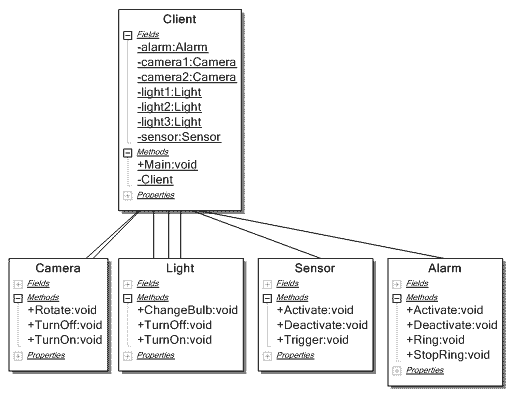 Client
Fields
-alarm:Alarm
-camera1:Camera
-camera2:Camera
-light1:Light
-light2:Light
-light3:Light
-sensor:Sensor
Methods
+Main:void
-Client
Properties
Camera
Fields
Methods
+Rotate:void
+TurnOff:void
+TurnOn:void
Properties
Light
Fields
Methods
+ChangeBulb:void
+TurnOff:void
+TurnOn:void
Properties
Sensor
Fields
Methods
+Activate:void
+Deactivate:void
+Trigger:void
Properties
Alarm
Fields
Methods
+Activate:void
+Deactivate:void
+Ring:void
+StopRing:void
Properties